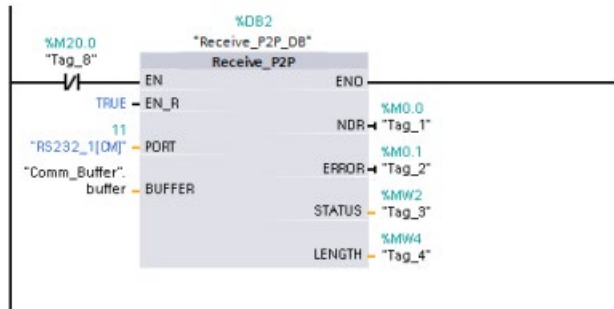 %DB2
"Receive_P2P_DB"
%M20.0
"Tag_8"
Receive_P2P
EN
ENO
TRUE
EN_R
%M0.0
NDR
"Tag_1"
11
"RS232_1[CM]"
PORT
%M0.1
ERROR
"Tag_2"
"Comm_Buffer".
buffer
BUFFER
%MW2
STATUS
"Tag_3"
%MW4
LENGTH
"Tag_4"